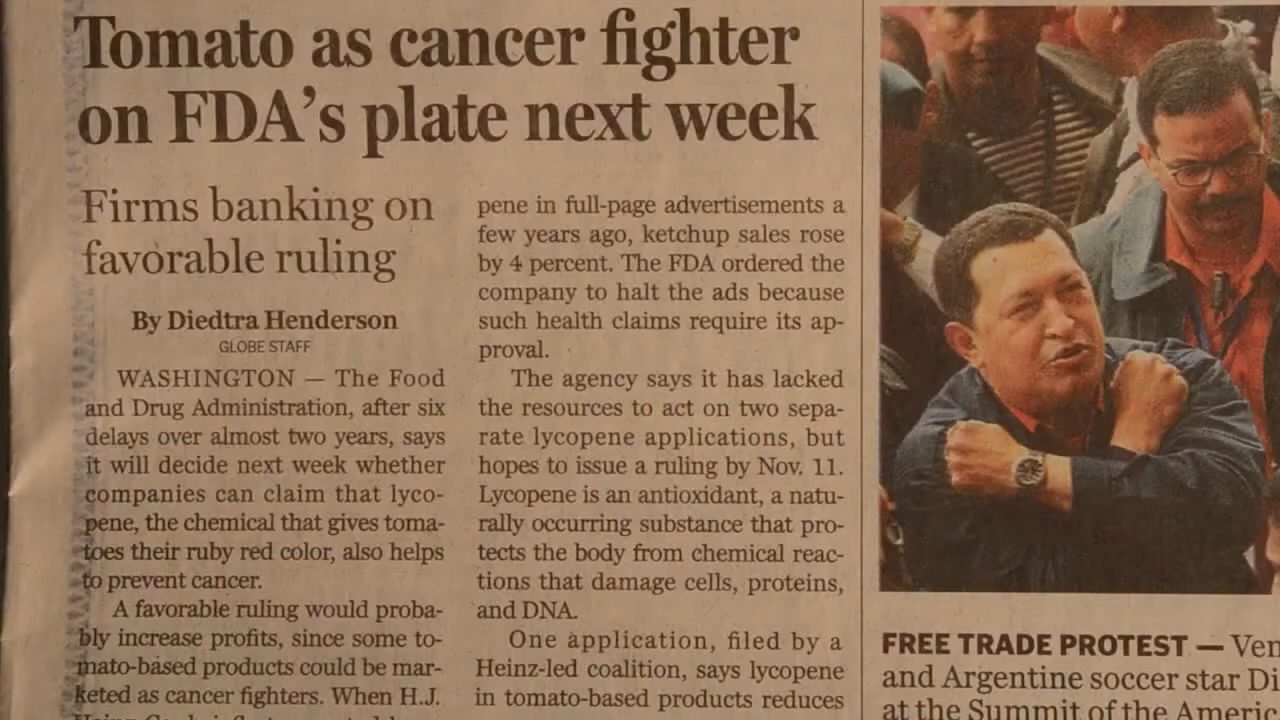 Tomato as cancer fighter
on FDA's plate next week
Firms banking on
favorable ruling
By Diedtra Henderson
GLOBE STAFF
WASHINGTON — The Food
and Drug Administration, after six
delays over almost two years, says
it will decide next week whether
companies can claim that lyco-
pene, the chemical that gives toma-
toes their ruby red color, also helps
to prevent cancer.
A favorable ruling would proba-
bly increase profits, since some to-
mato-based products could be mar-
keted as cancer fighters. When H.J.
pene in full-page advertisements a
few years ago, ketchup sales rose
by 4 percent. The FDA ordered the
company to halt the ads because
such health claims require its ap-
proval.
The agency says it has lacked
the resources to act on two sepa-
rate lycopene applications, but
hopes to issue a ruling by Nov. 11.
Lycopene is an antioxidant, a natu-
rally occurring substance that pro-
tects the body from chemical reac-
tions that damage cells, proteins,
and DNA.
One application, filed by a
Heinz-led coalition, says lycopene
in tomato-based products reduces
FREE TRADE PROTEST — Ven
and Argentine soccer star Di
at the Summit of the Americ